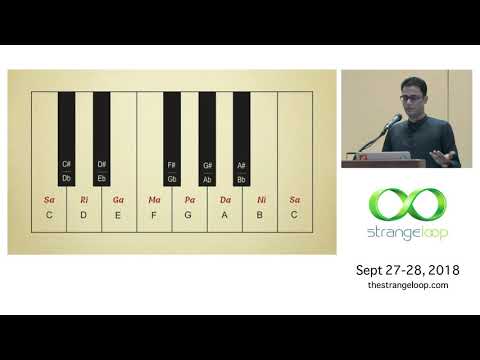 C# D# F# G# A#
Db Eb Gb Ab Bb
Sa Ri Ga Ma Pa Da Ni Sa
C D E F G A B C
strangeloop
Sept 27-28, 2018
thestrangeloop.com